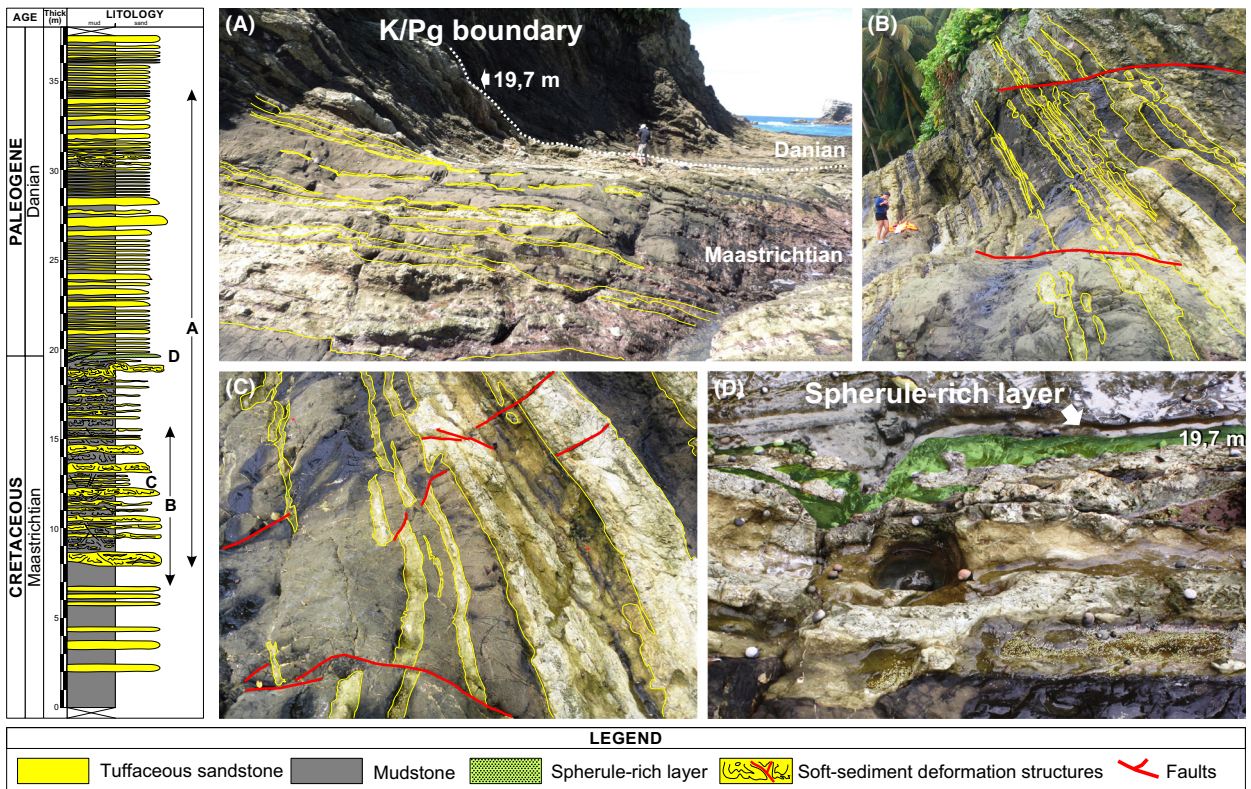 AGE
Thick (m)
LITOLOGY
mud
sand
PALEOGENE
Danian
CRETACEOUS
Maastrichtian
35
30
25
20
15
10
5
0
A
D
C
B
(A)
K/Pg boundary
19,7 m
Danian
Maastrichtian
(B)
(C)
(D)
Spherule-rich layer
19,7 m
LEGEND
Tuffaceous sandstone
Mudstone
Spherule-rich layer
Soft-sediment deformation structures
Faults